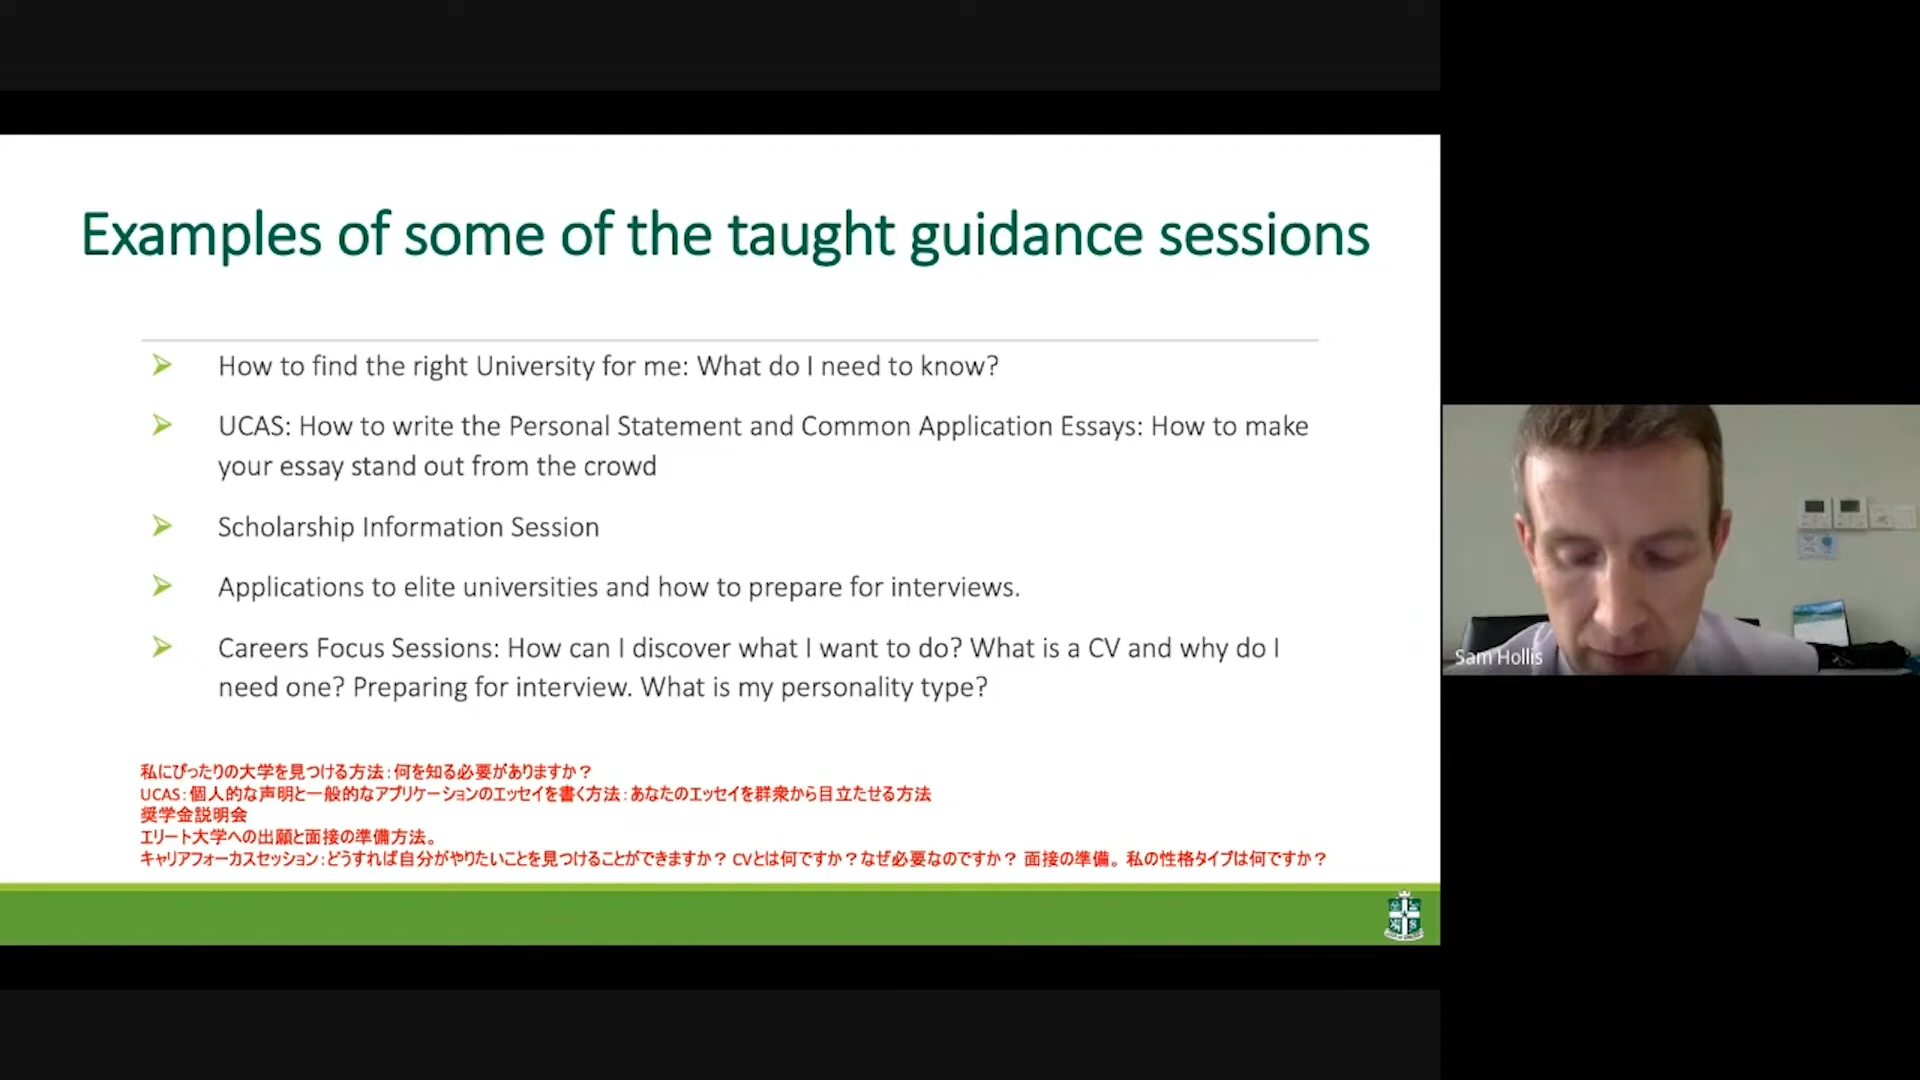 Examples of some of the taught guidance sessions
How to find the right University for me: What do I need to know?
UCAS: How to write the Personal Statement and Common Application Essays: How to make
your essay stand out from the crowd
Scholarship Information Session
Applications to elite universities and how to prepare for interviews.
Careers Focus Sessions: How can I discover what I want to do? What is a CV and why do I
need one? Preparing for interview. What is my personality type?
私にぴったりの大学を見つける方法：何を知る必要がありますか？
UCAS：個人的な声明と一般的なアプリケーションのエッセイを書く方法：あなたのエッセイを群衆から目立たせる方法
奨学金説明会
エリート大学への出願と面接の準備方法。
キャリアフォーカスセッション：どうすれば自分がやりたいことを見つけることができますか？ CVとは何ですか？なぜ必要なのですか？ 面接の準備。 私の性格タイプは何ですか？
Sam Hollis